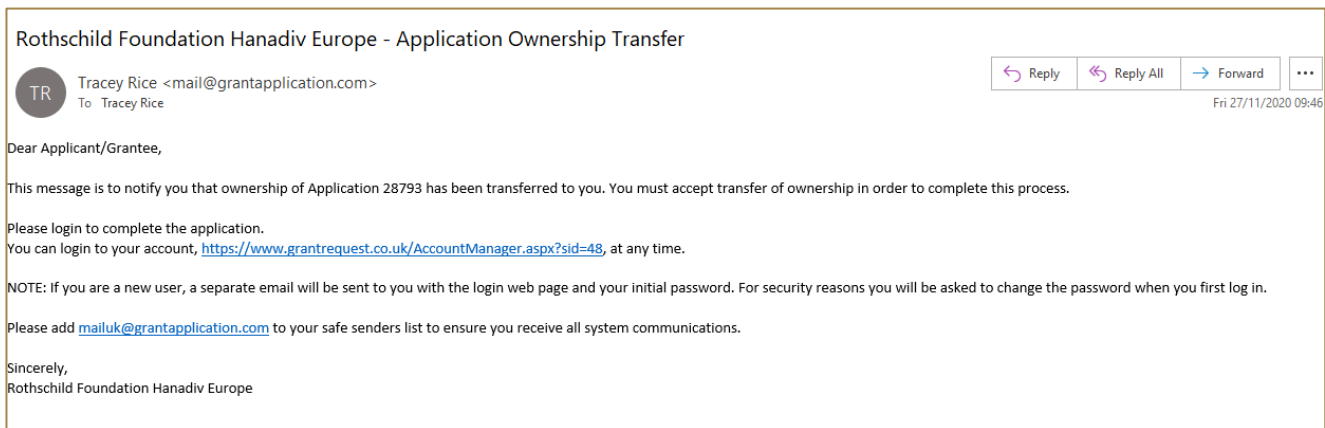 Rothschild Foundation Hanadiv Europe - Application Ownership Transfer
TR
Tracey Rice <mail@grantapplication.com>
To Tracey Rice
Reply
Reply All
Forward
...
Fri 27/11/2020 09:46
Dear Applicant/Grantee,
This message is to notify you that ownership of Application 28793 has been transferred to you. You must accept transfer of ownership in order to complete this process.
Please login to complete the application.
You can login to your account, https://www.grantrequest.co.uk/AccountManager.aspx?sid=48, at any time.
NOTE: If you are a new user, a separate email will be sent to you with the login web page and your initial password. For security reasons you will be asked to change the password when you first log in.
Please add mailuk@grantapplication.com to your safe senders list to ensure you receive all system communications.
Sincerely,
Rothschild Foundation Hanadiv Europe